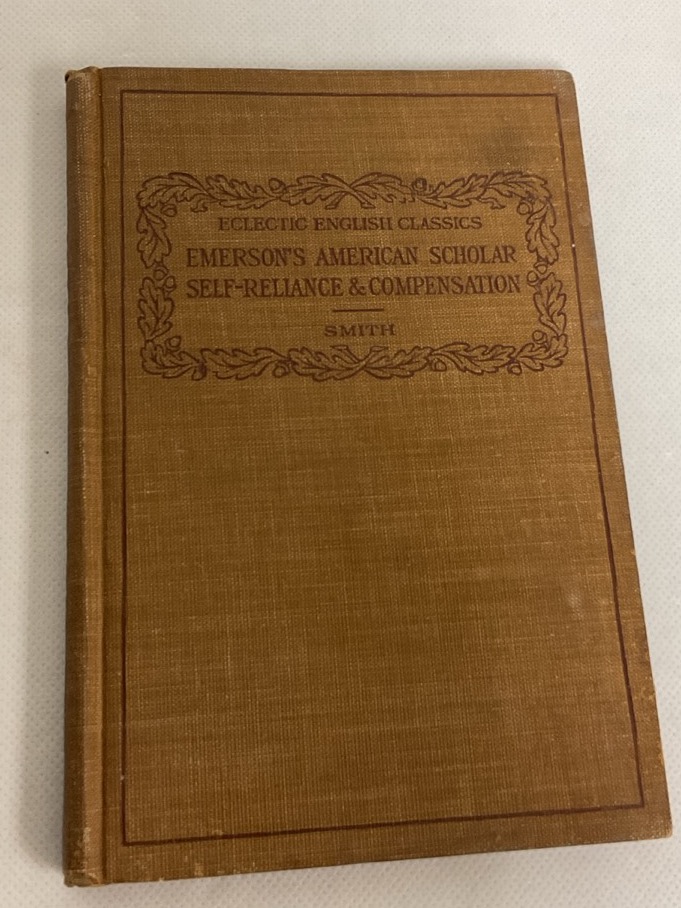 ECLECTIC ENGLISH CLASSICS
EMERSON'S AMERICAN SCHOLAR
SELF-RELIANCE & COMPENSATION
SMITH